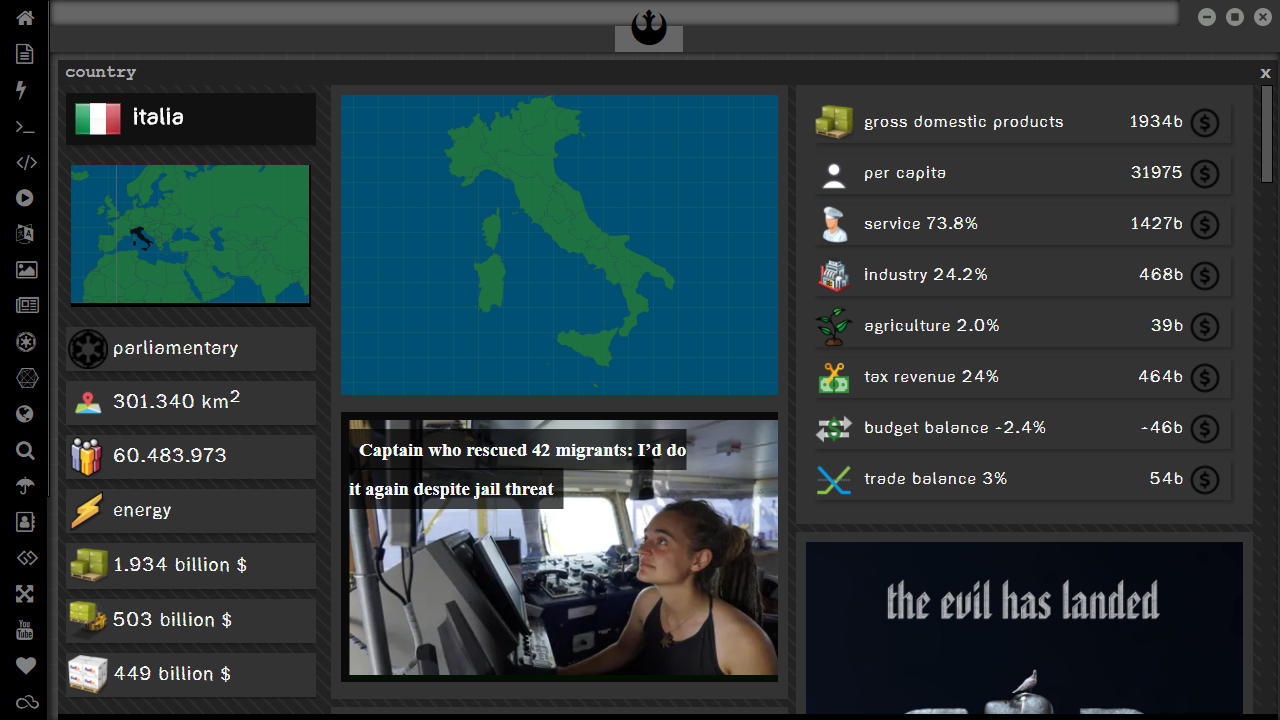 country
x
italia
parliamentary
301.340 km²
60.483.973
energy
1.934 billion $
503 billion $
449 billion $
Captain who rescued 42 migrants: I'd do
it again despite jail threat
gross domestic products 1934b
per capita 31975
service 73.8% 1427b
industry 24.2% 468b
agriculture 2.0% 39b
tax revenue 24% 464b
budget balance -2.4% -46b
trade balance 3% 54b
the evil has landed
You
Tube